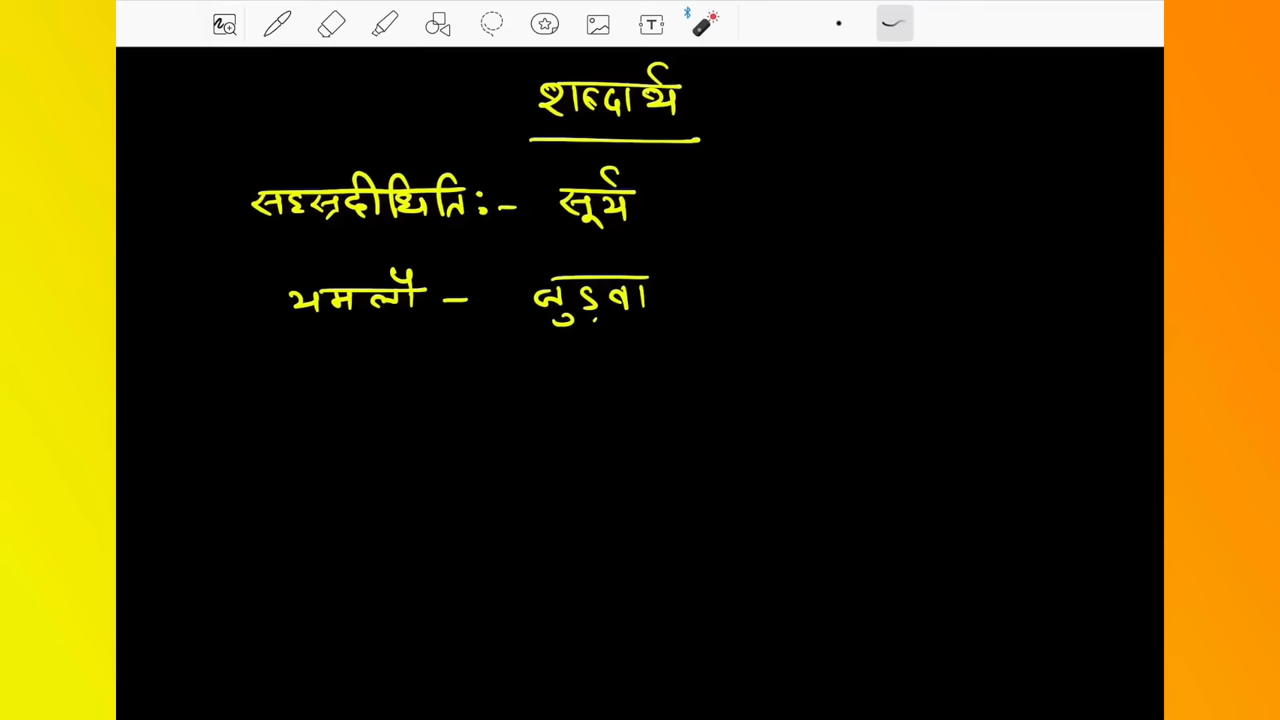 शब्दार्थ
सहस्रदीधिति: - सूर्य
यमलौ - जुड़वा